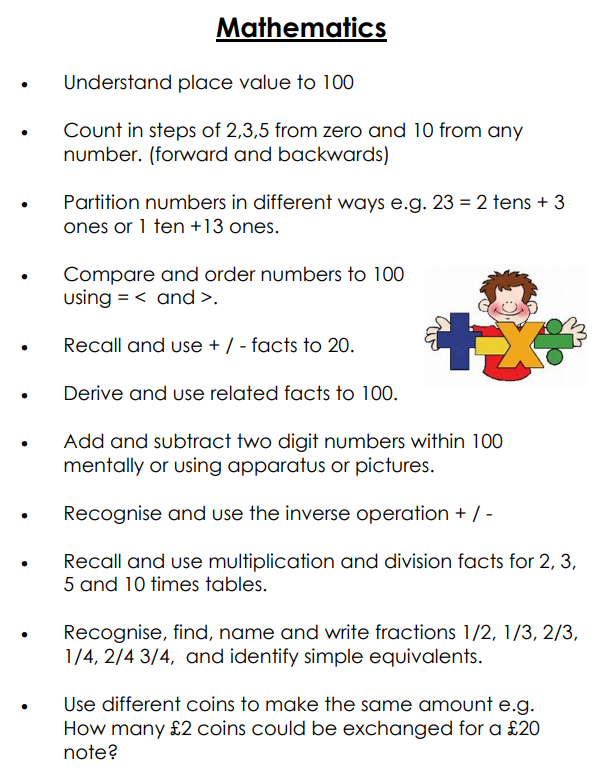 Mathematics
• Understand place value to 100
• Count in steps of 2,3,5 from zero and 10 from any
number. (forward and backwards)
• Partition numbers in different ways e.g. 23 = 2 tens + 3
ones or 1 ten +13 ones.
• Compare and order numbers to 100
using = < and >.
• Recall and use + / - facts to 20.
• Derive and use related facts to 100.
• Add and subtract two digit numbers within 100
mentally or using apparatus or pictures.
• Recognise and use the inverse operation + / -
• Recall and use multiplication and division facts for 2, 3,
5 and 10 times tables.
• Recognise, find, name and write fractions 1/2, 1/3, 2/3,
1/4, 2/4 3/4, and identify simple equivalents.
• Use different coins to make the same amount e.g.
How many £2 coins could be exchanged for a £20
note?